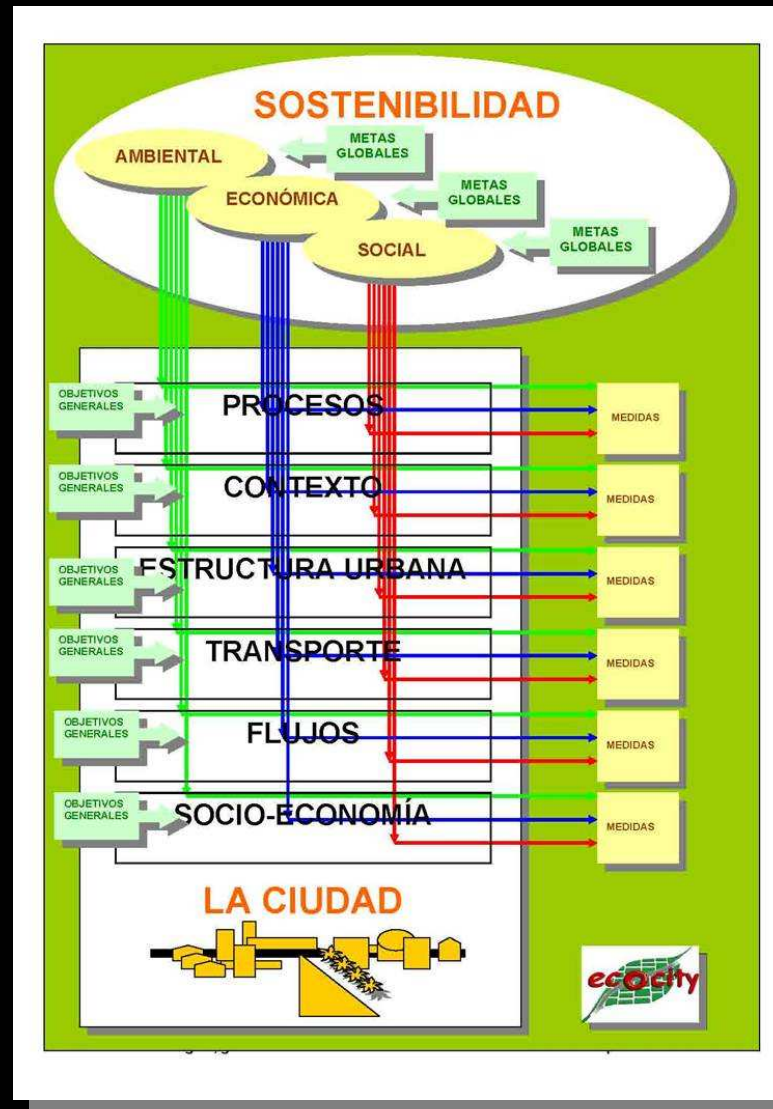 SOSTENIBILIDAD
METAS
GLOBALES
AMBIENTAL
METAS
GLOBALES
ECONÓMICA
METAS
GLOBALES
SOCIAL
OBJETIVOS
GENERALES
PROCESOS
MEDIDAS
OBJETIVOS
GENERALES
CONTEXTO
MEDIDAS
OBJETIVOS
GENERALES
ESTRUCTURA URBANA
MEDIDAS
OBJETIVOS
GENERALES
TRANSPORTE
MEDIDAS
OBJETIVOS
GENERALES
FLUJOS
MEDIDAS
OBJETIVOS
GENERALES
SOCIO-ECONOMÍA
MEDIDAS
LA CIUDAD
ecocity